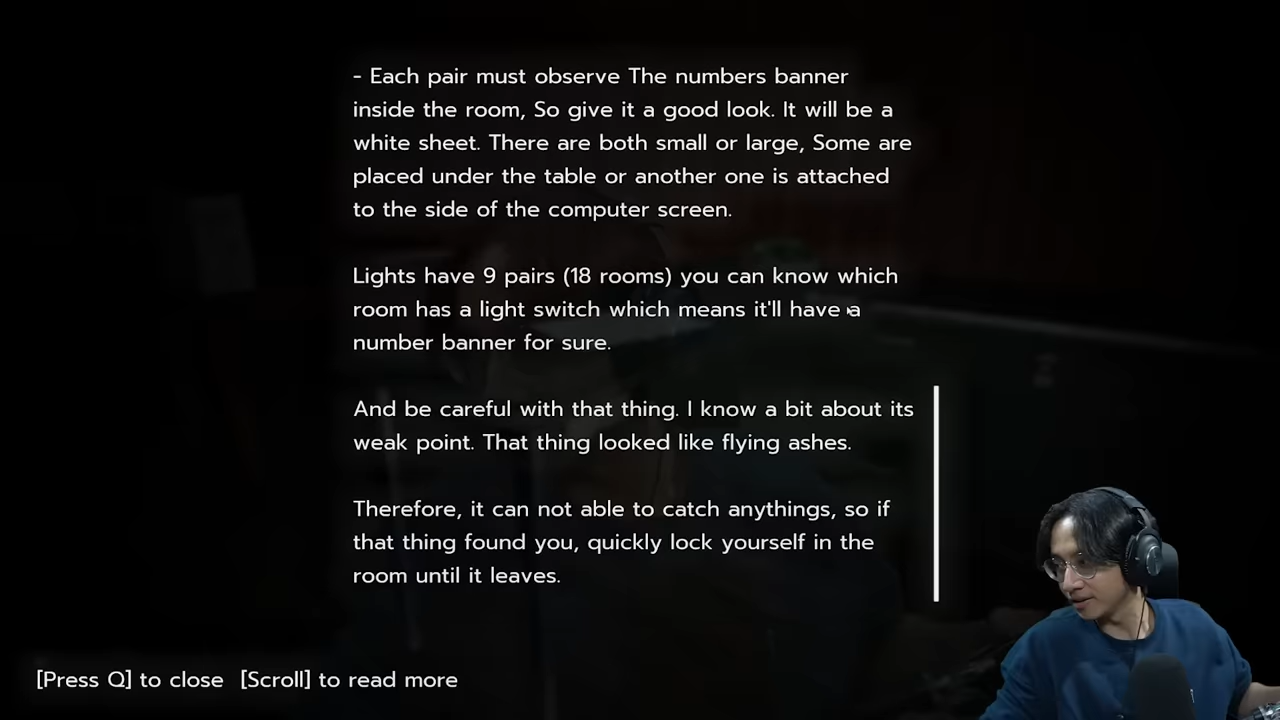 - Each pair must observe The numbers banner
inside the room, So give it a good look. It will be a
white sheet. There are both small or large, Some are
placed under the table or another one is attached
to the side of the computer screen.
Lights have 9 pairs (18 rooms) you can know which
room has a light switch which means it'll have a
number banner for sure.
And be careful with that thing. I know a bit about its
weak point. That thing looked like flying ashes.
Therefore, it can not able to catch anythings, so if
that thing found you, quickly lock yourself in the
room until it leaves.
[Press Q] to close [Scroll] to read more